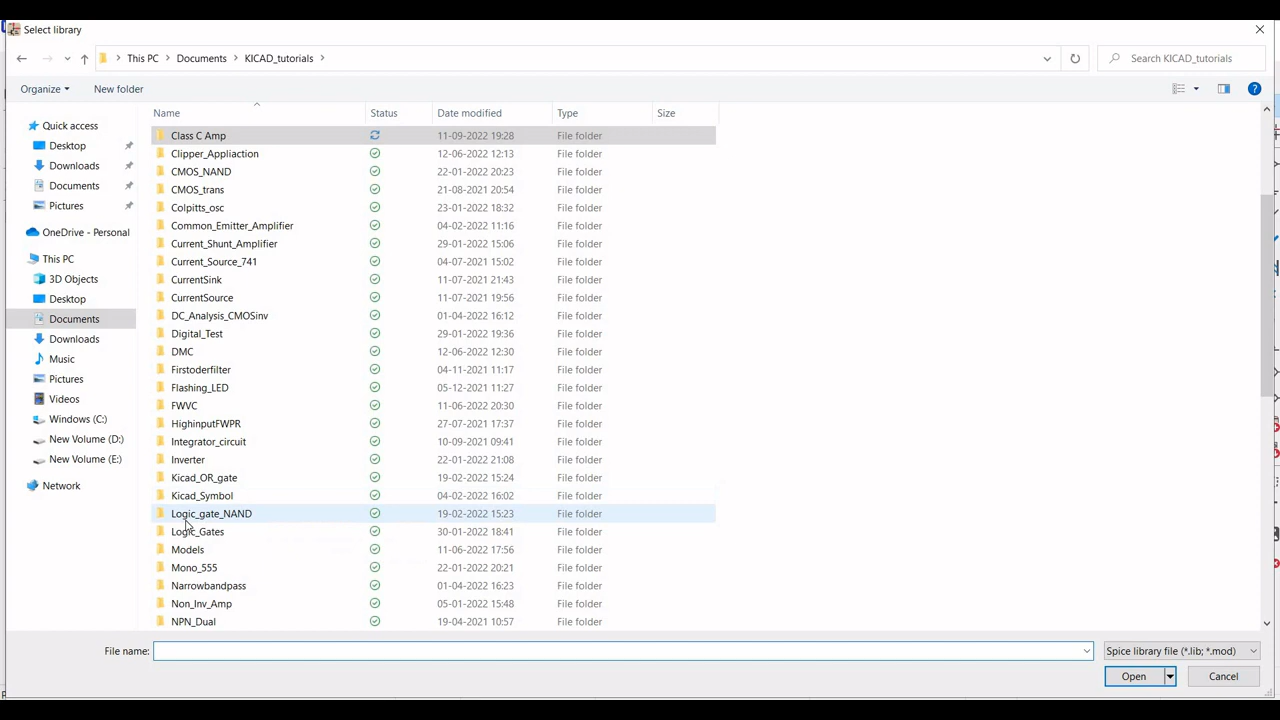 Select library
This PC > Documents > KICAD_tutorials >
Search KICAD_tutorials
Organize
New folder
Name Status Date modified Type Size
Quick access
Desktop
Downloads
Documents
Pictures
OneDrive - Personal
This PC
3D Objects
Desktop
Documents
Downloads
Music
Pictures
Videos
Windows (C:)
New Volume (D:)
New Volume (E:)
Network
Class C Amp 11-09-2022 19:28 File folder
Clipper_Appliaction 12-06-2022 12:13 File folder
CMOS_NAND 22-01-2022 20:23 File folder
CMOS_trans 21-08-2021 20:54 File folder
Colpitts_osc 23-01-2022 18:32 File folder
Common_Emitter_Amplifier 04-02-2022 11:16 File folder
Current_Shunt_Amplifier 29-01-2022 15:06 File folder
Current_Source_741 04-07-2021 15:02 File folder
CurrentSink 11-07-2021 21:43 File folder
CurrentSource 11-07-2021 19:56 File folder
DC_Analysis_CMOSinv 01-04-2022 16:12 File folder
Digital_Test 29-01-2022 19:36 File folder
DMC 12-06-2022 12:30 File folder
Firstoderfilter 04-11-2021 11:17 File folder
Flashing_LED 05-12-2021 11:27 File folder
FWVC 11-06-2022 20:30 File folder
HighinputFWPR 27-07-2021 17:37 File folder
Integrator_circuit 10-09-2021 09:41 File folder
Inverter 22-01-2022 21:08 File folder
Kicad_OR_gate 19-02-2022 15:24 File folder
Kicad_Symbol 04-02-2022 16:02 File folder
Logic_gate_NAND 19-02-2022 15:23 File folder
Logic_Gates 30-01-2022 18:41 File folder
Models 11-06-2022 17:56 File folder
Mono_555 22-01-2022 20:21 File folder
Narrowbandpass 01-04-2022 16:23 File folder
Non_Inv_Amp 05-01-2022 15:48 File folder
NPN_Dual 19-04-2021 10:57 File folder
File name:
Spice library file (*.lib; *.mod)
Open
Cancel